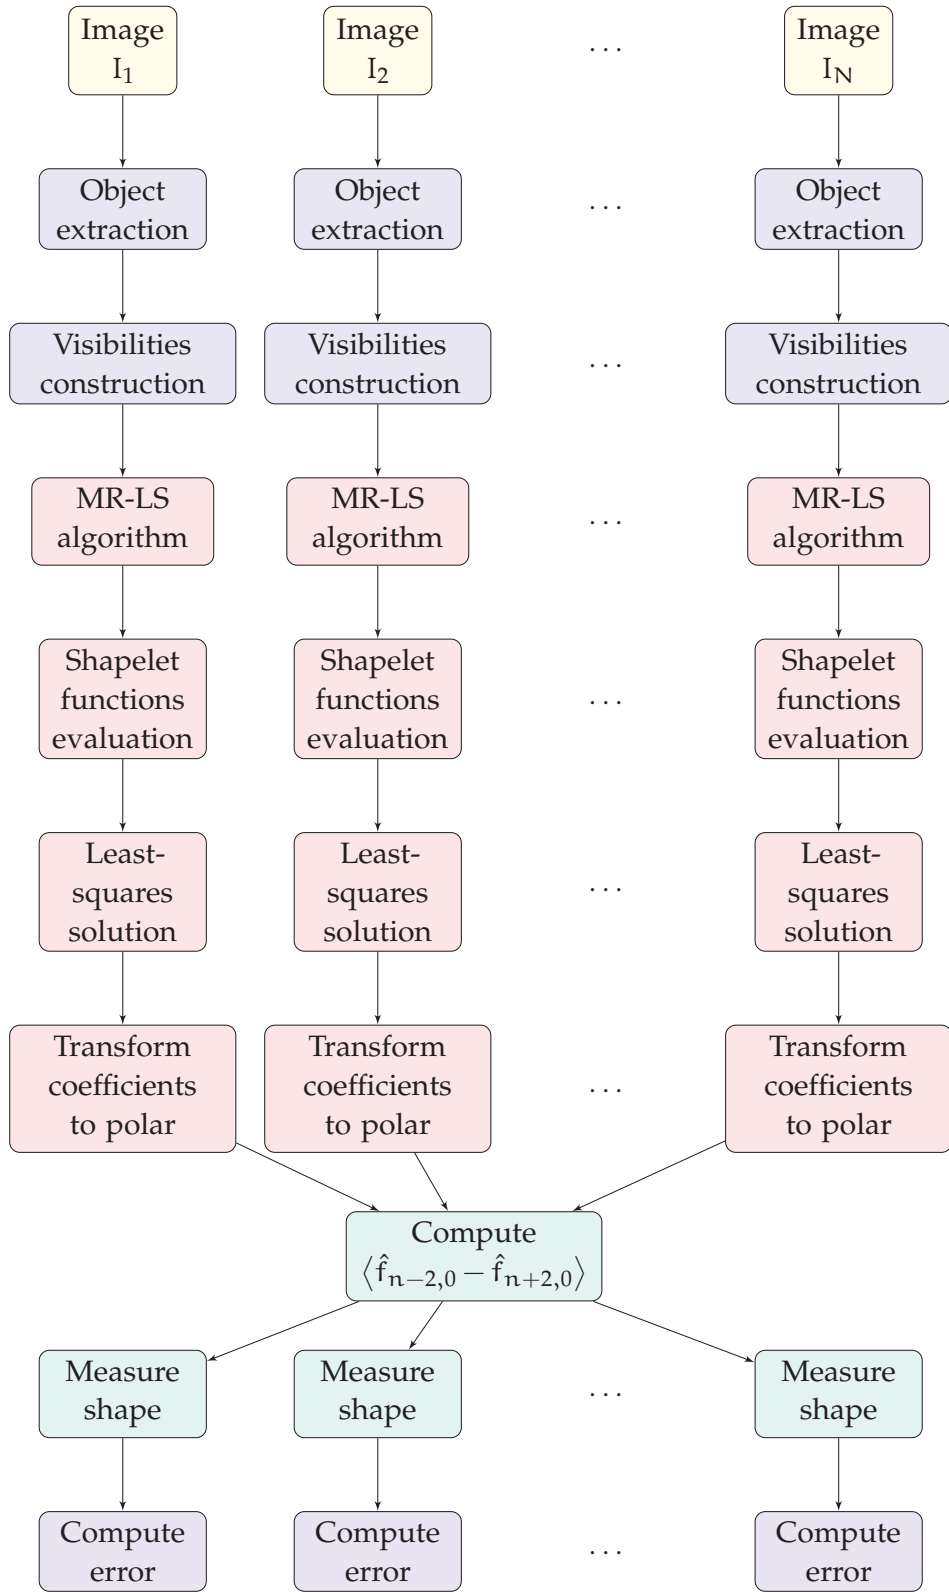 Image
I₁
Image
I₂
...
Image
I_N
Object
extraction
Object
extraction
...
Object
extraction
Visibilities
construction
Visibilities
construction
...
Visibilities
construction
MR-LS
algorithm
MR-LS
algorithm
...
MR-LS
algorithm
Shapelet
functions
evaluation
Shapelet
functions
evaluation
...
Shapelet
functions
evaluation
Least-
squares
solution
Least-
squares
solution
...
Least-
squares
solution
Transform
coefficients
to polar
Transform
coefficients
to polar
...
Transform
coefficients
to polar
Compute
⟨f̂_{n−2,0} − f̂_{n+2,0}⟩
Measure
shape
Measure
shape
...
Measure
shape
Compute
error
Compute
error
...
Compute
error